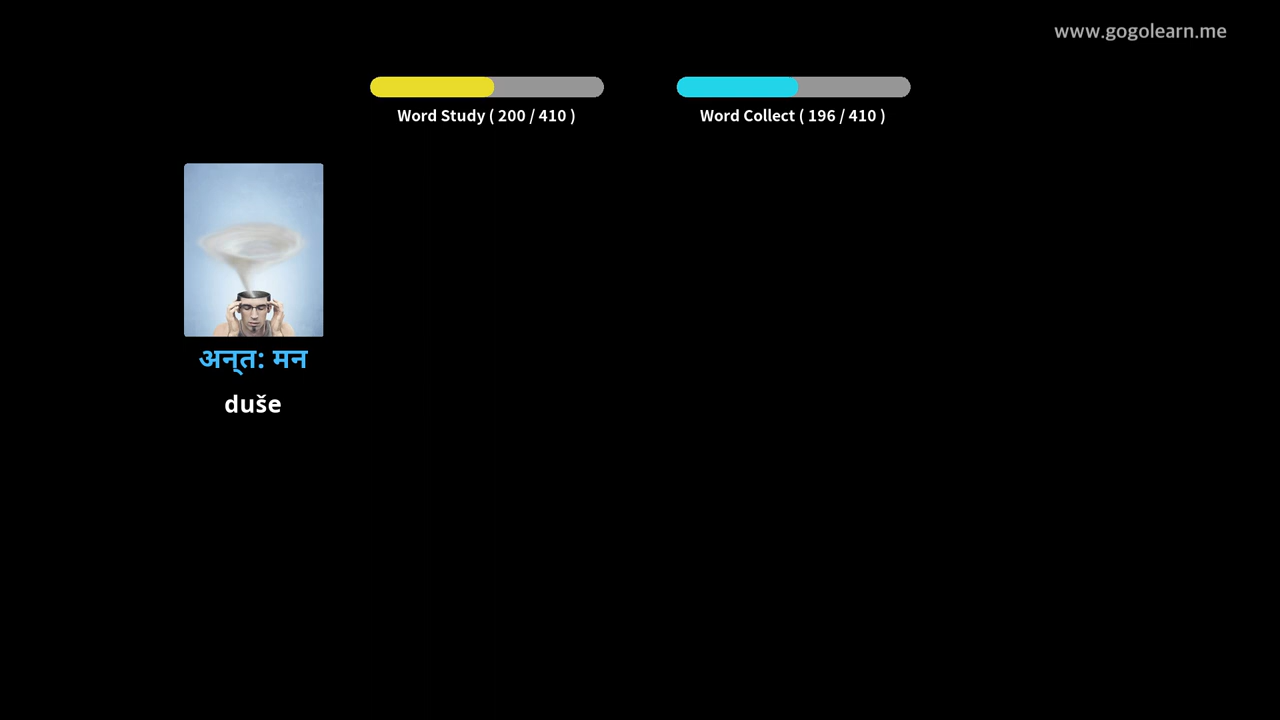 www.gogolearn.me
Word Study ( 200 / 410 )
Word Collect ( 196 / 410 )
अन्त: मन
duše